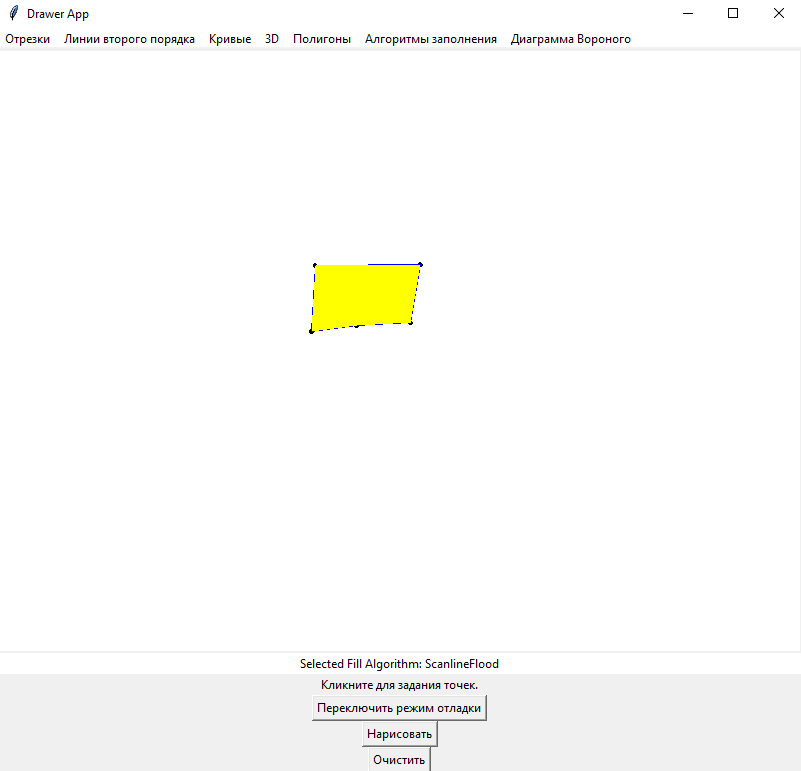 Drawer App
Отрезки Линии второго порядка Кривые 3D Полигоны Алгоритмы заполнения Диаграмма Вороного
Selected Fill Algorithm: ScanlineFlood
Кликните для задания точек.
Переключить режим отладки
Нарисовать
Очистить